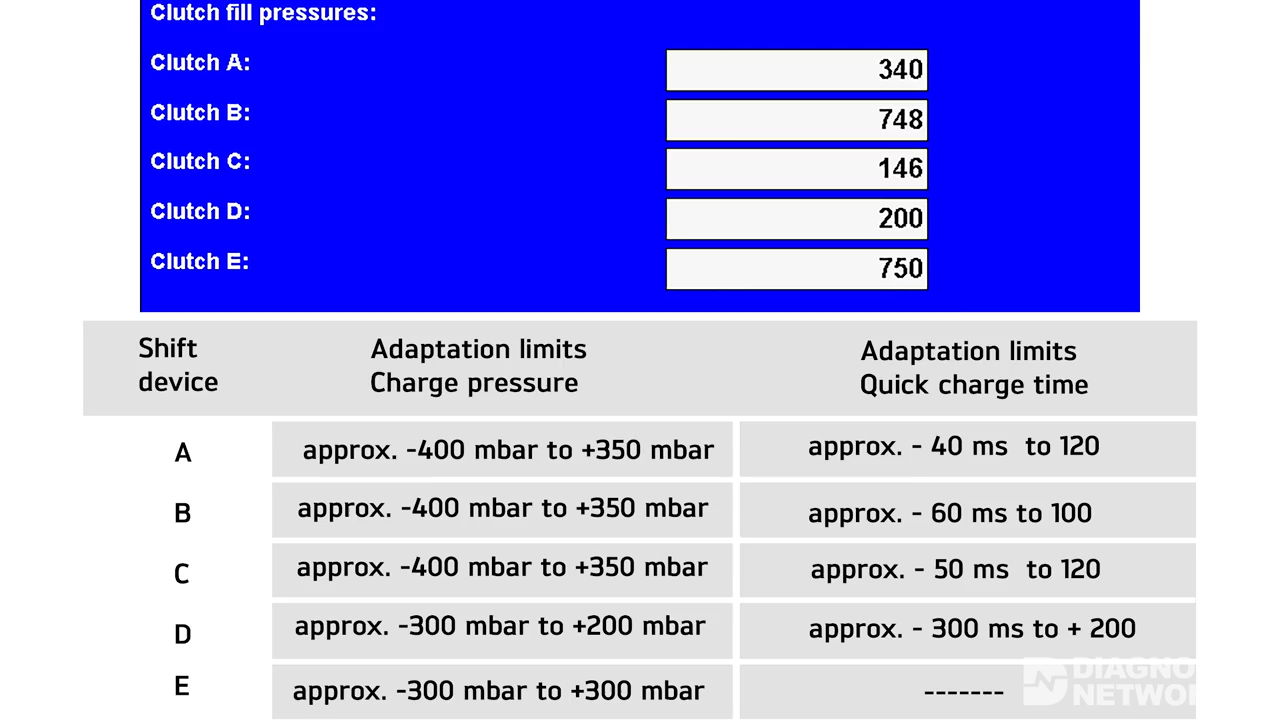 Clutch fill pressures:
Clutch A: 340
Clutch B: 748
Clutch C: 146
Clutch D: 200
Clutch E: 750
Shift device
Adaptation limits Charge pressure
Adaptation limits Quick charge time
A approx. -400 mbar to +350 mbar approx. - 40 ms to 120
B approx. -400 mbar to +350 mbar approx. - 60 ms to 100
C approx. -400 mbar to +350 mbar approx. - 50 ms to 120
D approx. -300 mbar to +200 mbar approx. - 300 ms to + 200
E approx. -300 mbar to +300 mbar -------
DIAGNO
NETWOR